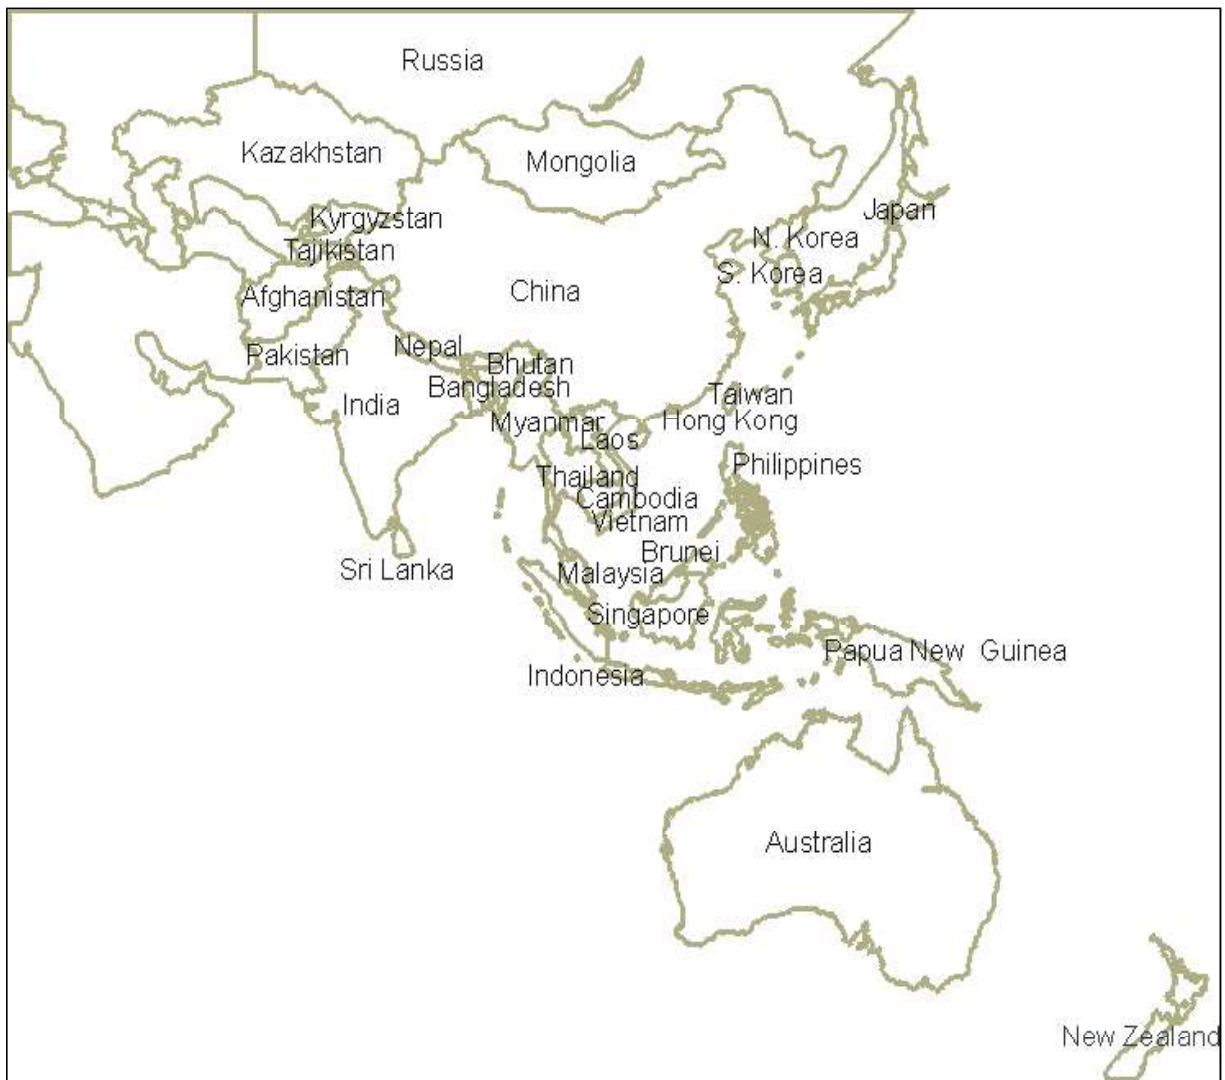 Russia
Kazakhstan
Mongolia
Kyrgyzstan
Japan
N. Korea
Tajikistan
S. Korea
Afghanistan
China
Nepal
Pakistan
Bhutan
Bangladesh
Taiwan
India
Hong Kong
Myanmar
Laos
Philippines
Thailand
Cambodia
Vietnam
Brunei
Sri Lanka
Malaysia
Singapore
Papua New Guinea
Indonesia
Australia
New Zealand